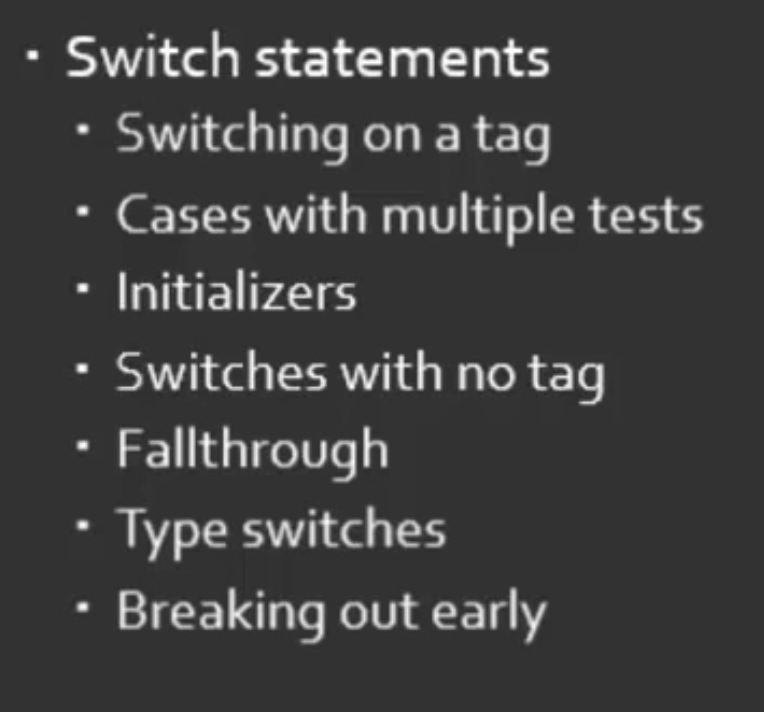 · Switch statements
· Switching on a tag
· Cases with multiple tests
· Initializers
· Switches with no tag
· Fallthrough
· Type switches
· Breaking out early